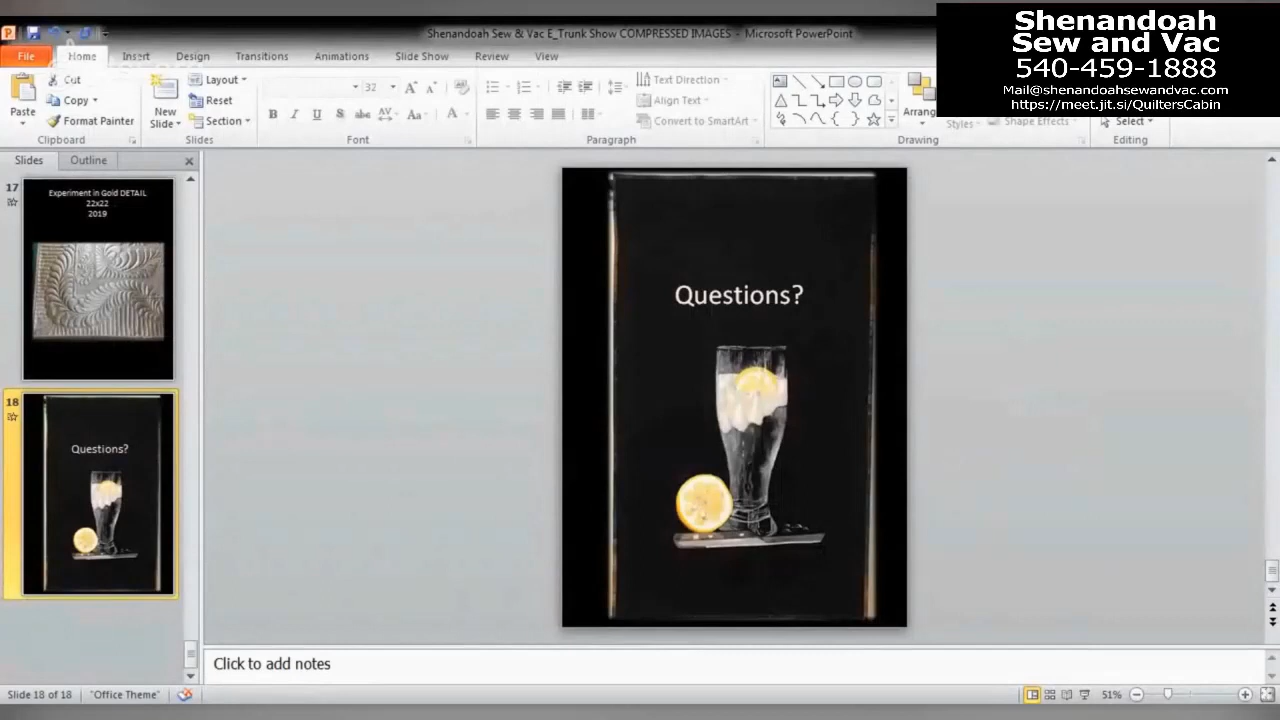 Shenandoah Sew & Vac E_Trunk Show COMPRESSED IMAGES - Microsoft PowerPoint
Shenandoah
Sew and Vac
540-459-1888
Mail@shenandoahsewandvac.com
https://meet.jit.si/QuiltersCabin
File Home Insert Design Transitions Animations Slide Show Review View
Paste
Cut
Copy
Format Painter
Clipboard
New
Slide
Layout
Reset
Section
Slides
32
B I U S abc AV Aa A
Font
Text Direction
Align Text
Convert to SmartArt
Paragraph
Arrange
Styles
Shape Effects
Drawing
Select
Editing
Slides Outline
17
Experiment in Gold DETAIL
22x22
2019
18
Questions?
Questions?
Click to add notes
Slide 18 of 18 "Office Theme" 51%